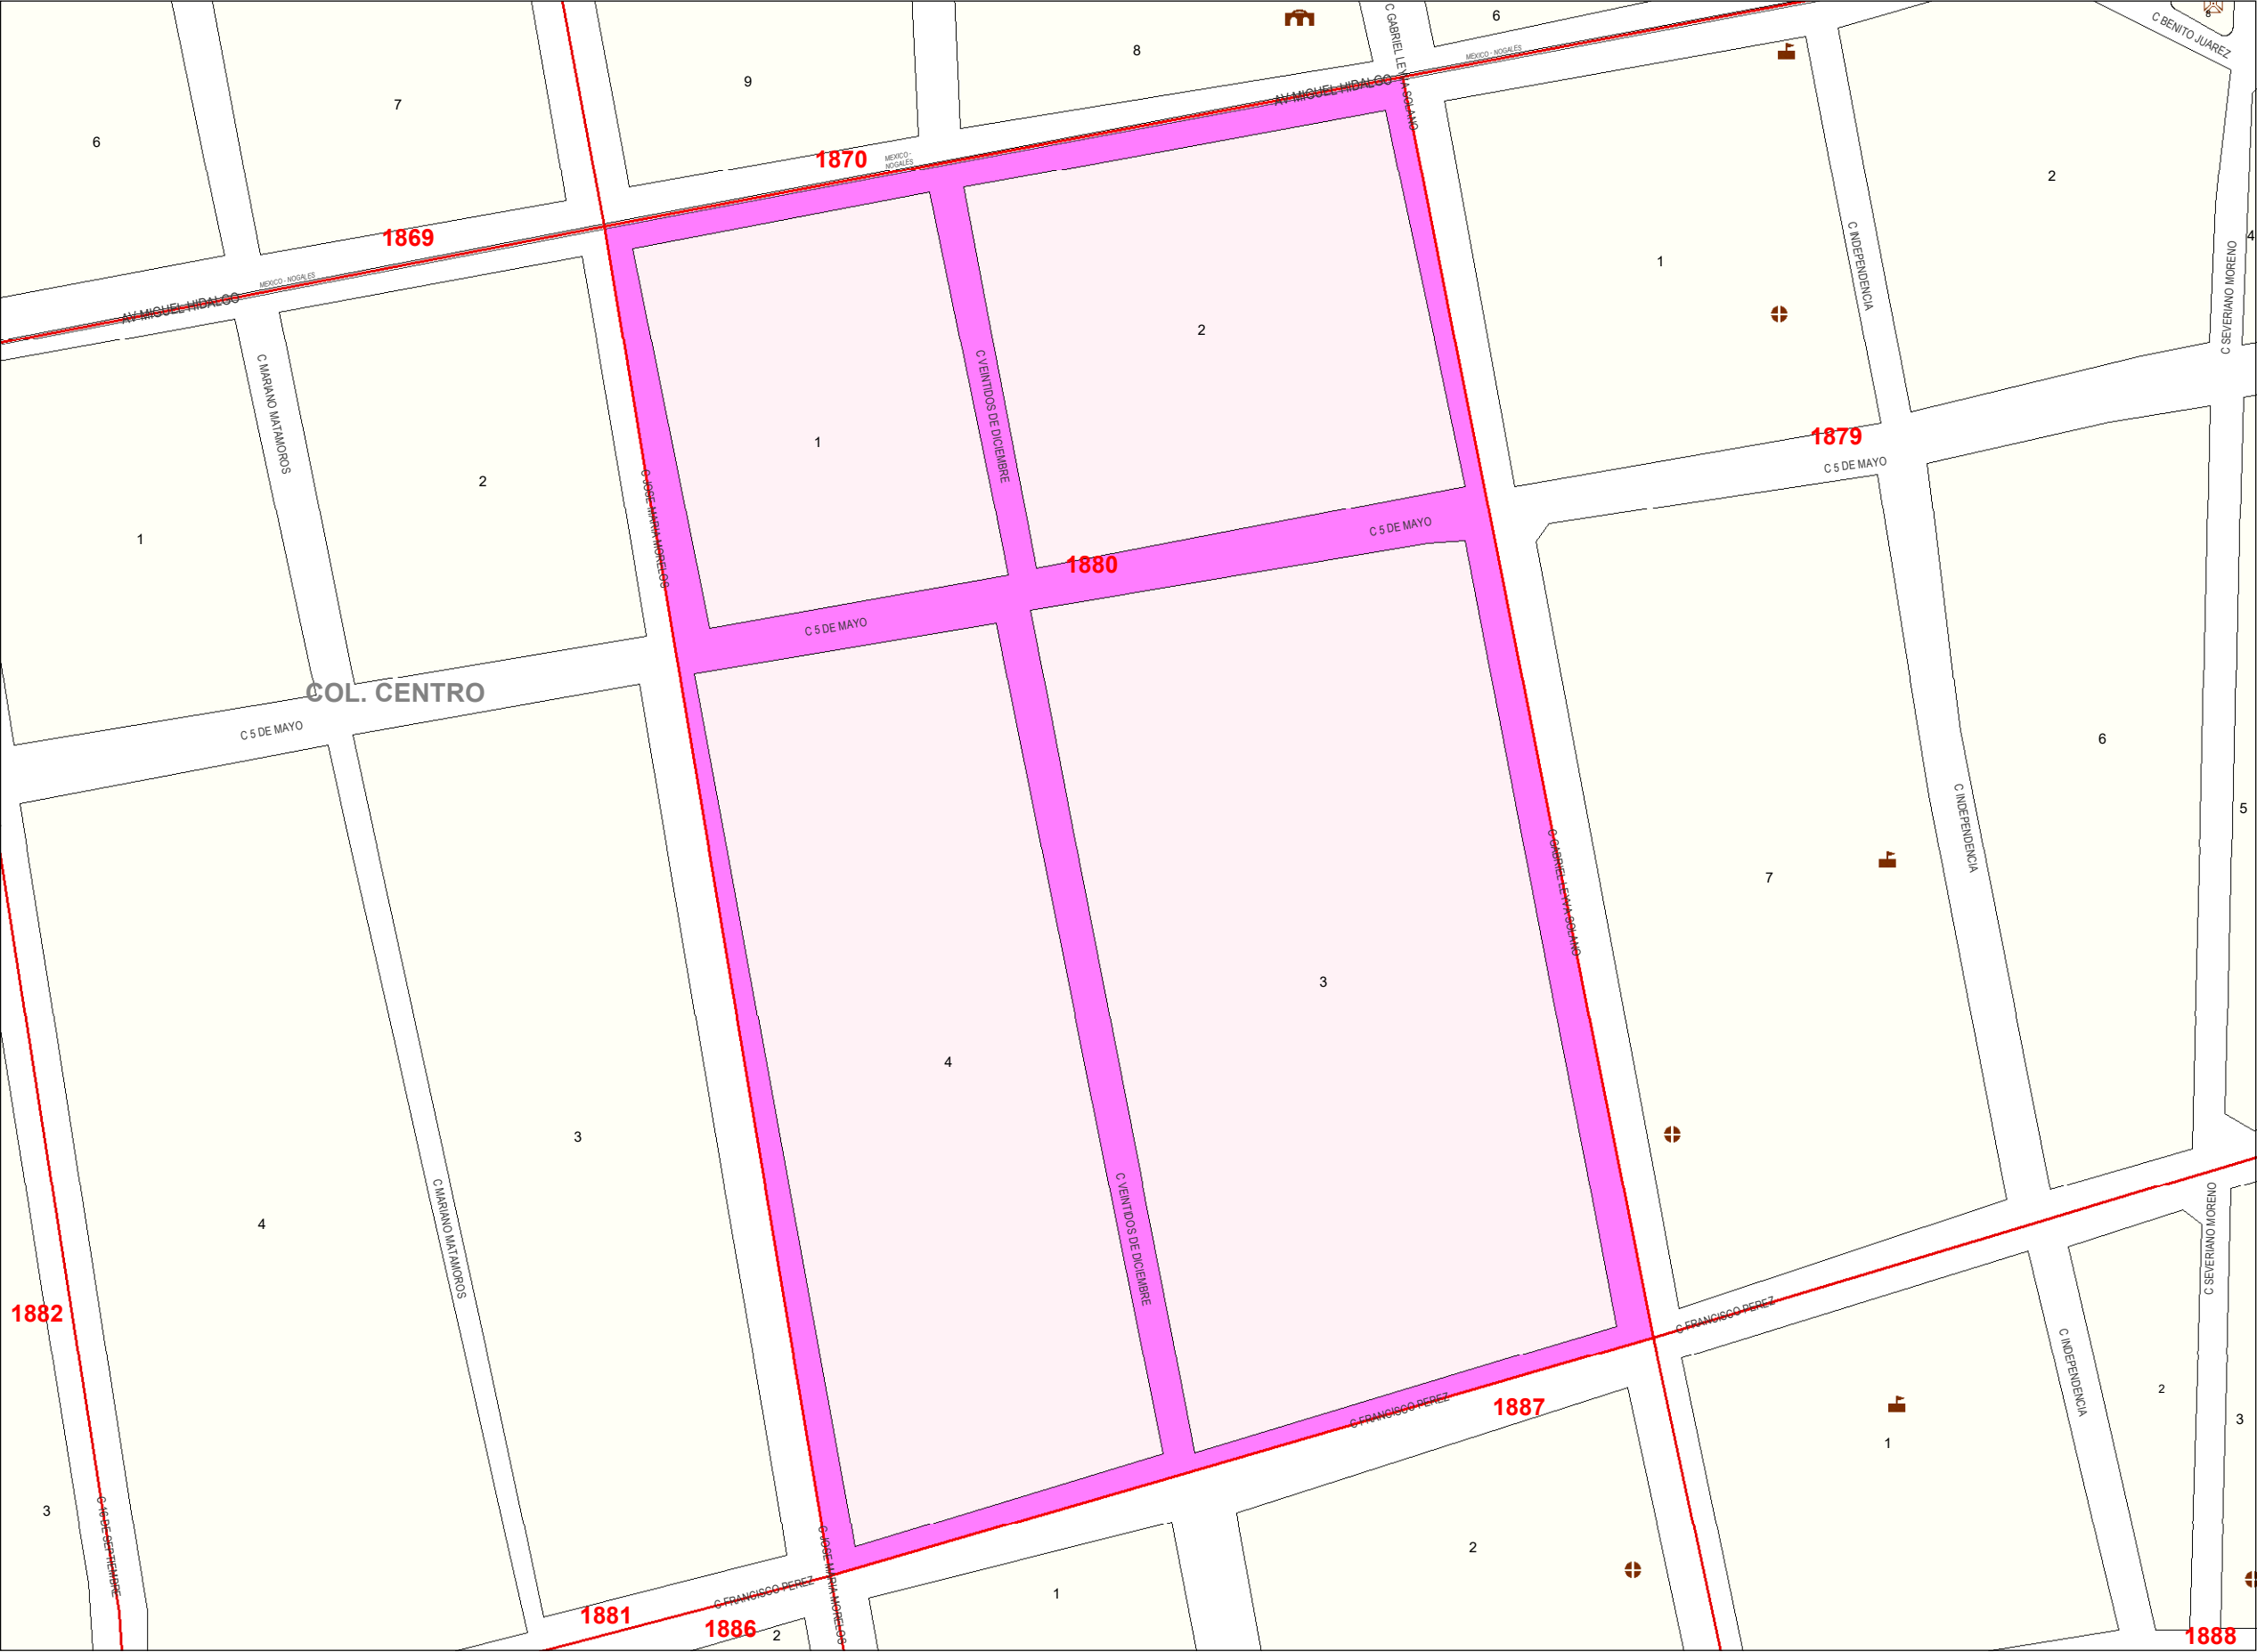 6
C GABRIEL LEYVA SOLANO
8
C BENITO JUAREZ
8
MEXICO - NOGALES
9
AV MIGUEL HIDALGO
7
6
MEXICO -
NOGALES
1870
2
1869
C INDEPENDENCIA
4
C SEVERIANO MORENO
1
MEXICO - NOGALES
AV MIGUEL HIDALGO
2
C MARIANO MATAMOROS
C VEINTIDOS DE DICIEMBRE
1
1879
C 5 DE MAYO
2
C JOSE MARIA MORELOS
C 5 DE MAYO
1
1880
C 5 DE MAYO
COL. CENTRO
C 5 DE MAYO
6
5
C INDEPENDENCIA
7
C GABRIEL LEYVA SOLANO
3
4
3
4
C MARIANO MATAMOROS
C VEINTIDOS DE DICIEMBRE
C SEVERIANO MORENO
1882
C FRANCISCO PEREZ
C INDEPENDENCIA
2
C FRANCISCO PEREZ
1887
3
1
3
C 16 DE SEPTIEMBRE
2
C JOSE MARIA MORELOS
C FRANCISCO PEREZ
1
1881
1886
2
1888